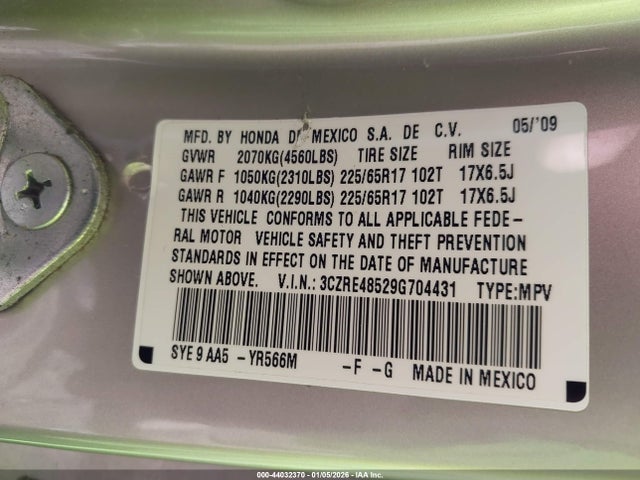 MFD. BY HONDA DE MEXICO S.A. DE C.V. 05/'09
GVWR 2070KG(4560LBS) TIRE SIZE RIM SIZE
GAWR F 1050KG(2310LBS) 225/65R17 102T 17X6.5J
GAWR R 1040KG(2290LBS) 225/65R17 102T 17X6.5J
THIS VEHICLE CONFORMS TO ALL APPLICABLE FEDE-
RAL MOTOR VEHICLE SAFETY AND THEFT PREVENTION
STANDARDS IN EFFECT ON THE DATE OF MANUFACTURE
SHOWN ABOVE. V.I.N.: 3CZRE48529G704431 TYPE:MPV
SYE 9 AA5 -YR566M -F -G MADE IN MEXICO
000-44032370 - 01/05/2026 - IAA Inc.